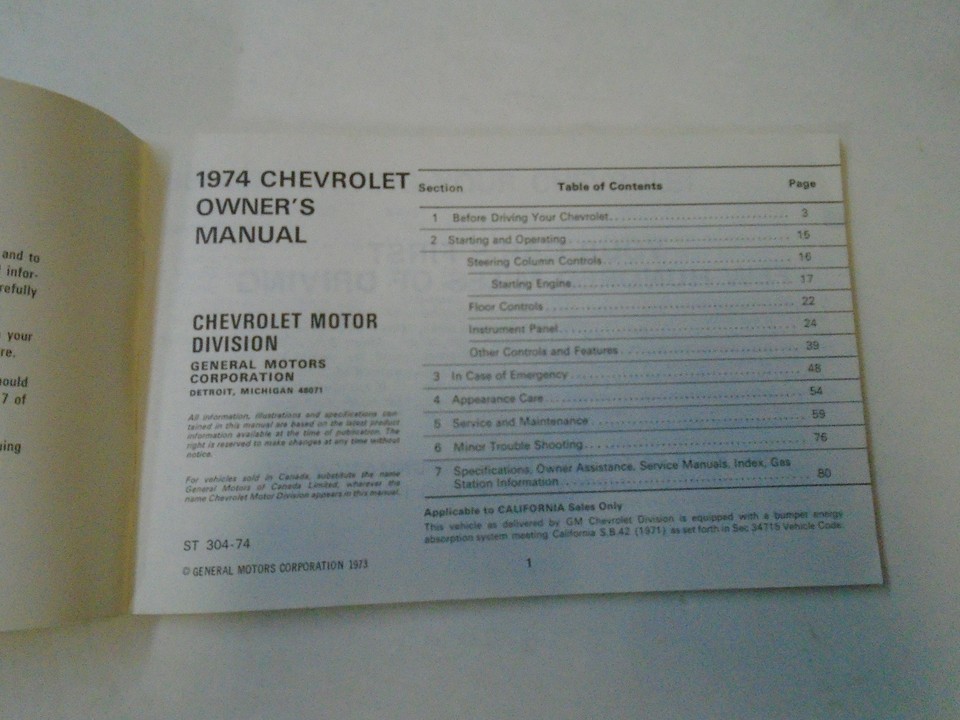 and to
infor-
refully
your
re.
ould
7 of
ging
1974 CHEVROLET
OWNER'S
MANUAL
CHEVROLET MOTOR
DIVISION
GENERAL MOTORS
CORPORATION
DETROIT, MICHIGAN 48071
All information, illustrations and specifications con-
tained in this manual are based on the latest product
information available at the time of publication. The
right is reserved to make changes at any time without
notice.
For vehicles sold in Canada, substitute the name
General Motors of Canada Limited, wherever the
name Chevrolet Motor Division appears in this manual.
ST 304-74
© GENERAL MOTORS CORPORATION 1973
Section Table of Contents Page
1 Before Driving Your Chevrolet 3
2 Starting and Operating 15
Steering Column Controls 16
Starting Engine 17
Floor Controls 22
Instrument Panel 24
Other Controls and Features 39
3 In Case of Emergency 48
4 Appearance Care 54
5 Service and Maintenance 59
6 Minor Trouble Shooting 76
7 Specifications, Owner Assistance, Service Manuals, Index, Gas
Station Information 80
Applicable to CALIFORNIA Sales Only
This vehicle as delivered by GM Chevrolet Division is equipped with a bumper energy
absorption system meeting California S.B.42 (1971) as set forth in Sec 34715 Vehicle Code.
1